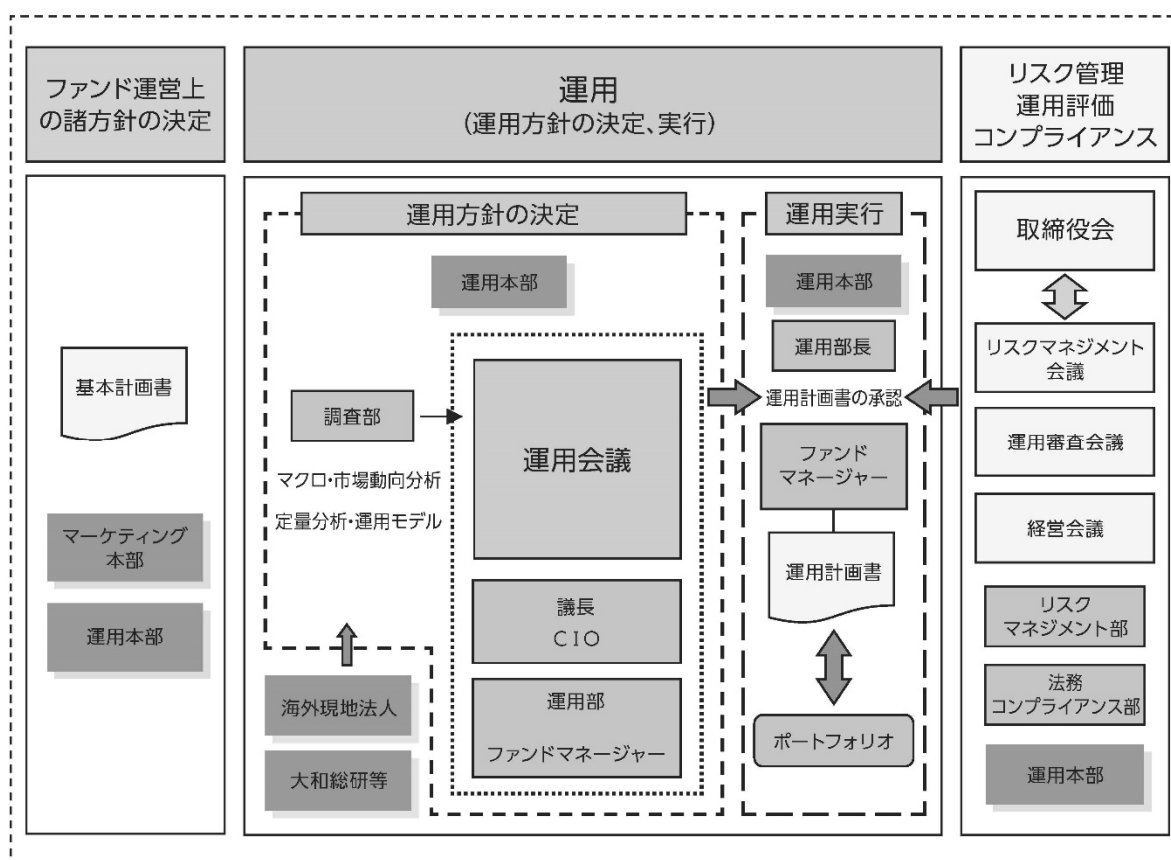 ファンド運営上
の諸方針の決定
運用
(運用方針の決定、実行)
リスク管理
運用評価
コンプライアンス
基本計画書
マーケティング
本部
運用本部
運用方針の決定
運用本部
調査部
マクロ・市場動向分析
定量分析・運用モデル
運用会議
議長
CIO
運用部
ファンドマネージャー
海外現地法人
大和総研等
運用実行
運用本部
運用部長
運用計画書の承認
ファンド
マネージャー
運用計画書
ポートフォリオ
取締役会
リスクマネジメント
会議
運用審査会議
経営会議
リスク
マネジメント部
法務
コンプライアンス部
運用本部